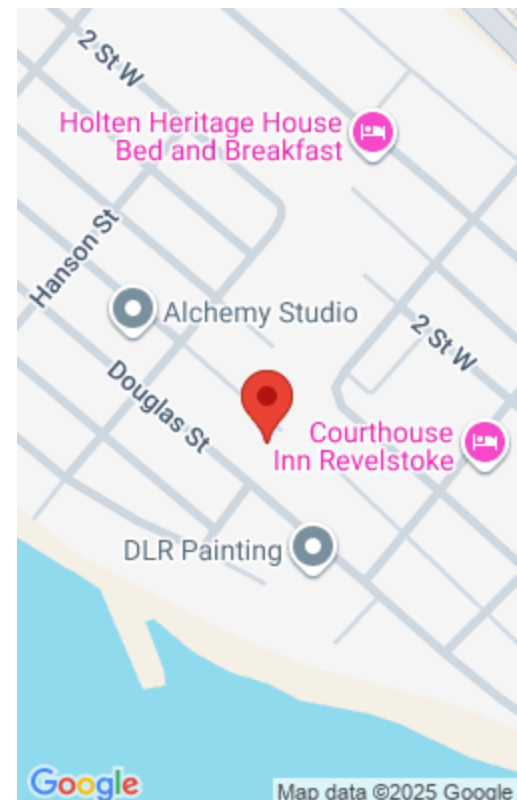 2 St W
Holten Heritage House
Bed and Breakfast
Hanson St
Alchemy Studio
2 St W
Douglas St
Courthouse
Inn Revelstoke
DLR Painting
Google
Map data ©2025 Google